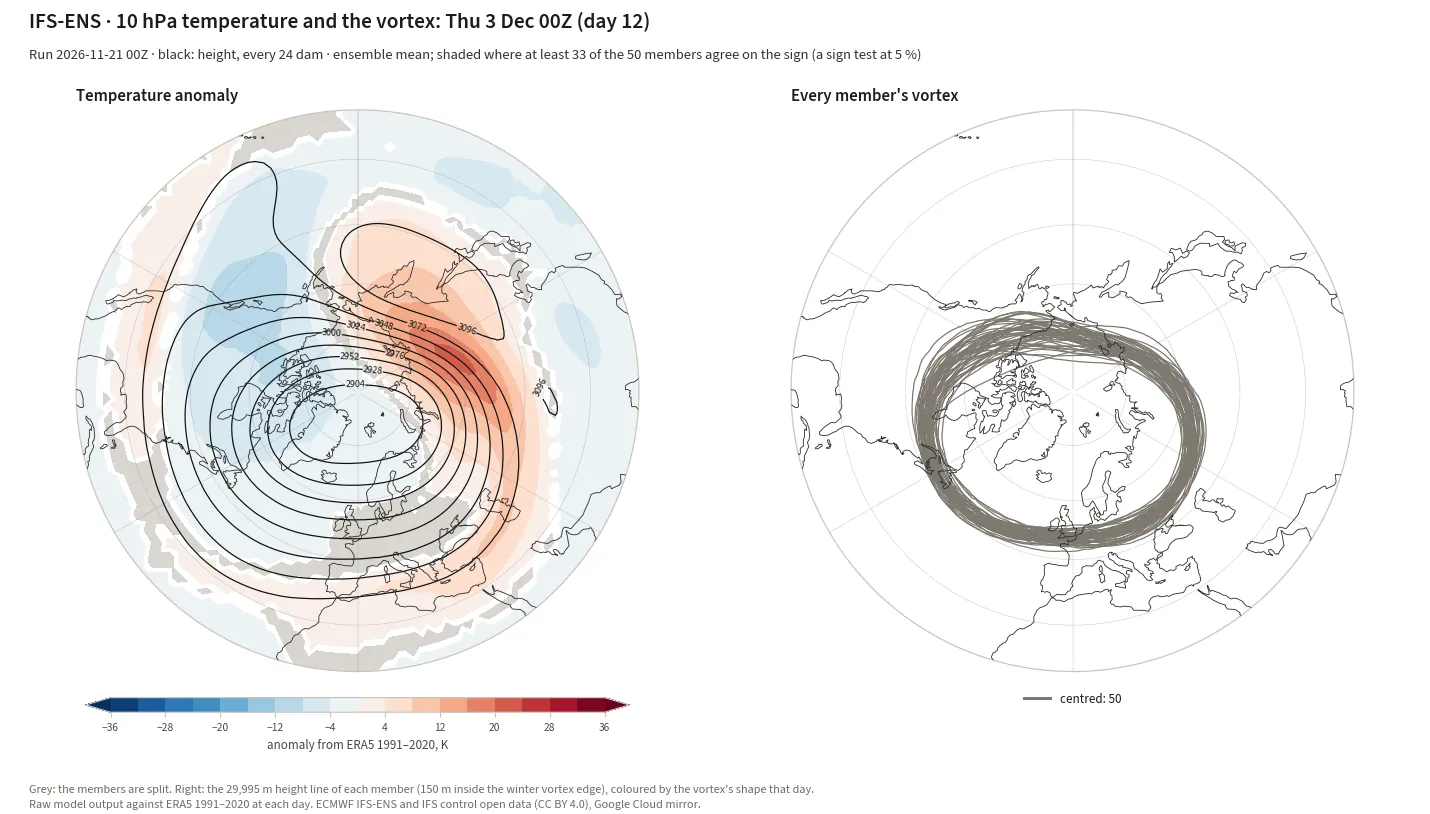 IFS-ENS · 10 hPa temperature and the vortex: Thu 3 Dec 00Z (day 12)
Run 2026-11-21 00Z · black: height, every 24 dam · ensemble mean; shaded where at least 33 of the 50 members agree on the sign (a sign test at 5 %)
Temperature anomaly
Every member's vortex
3000 3024 3048 3072 3096
2952 2976
2928
2904
3096
centred: 50
−36 −28 −20 −12 −4 4 12 20 28 36
anomaly from ERA5 1991–2020, K
Grey: the members are split. Right: the 29,995 m height line of each member (150 m inside the winter vortex edge), coloured by the vortex's shape that day.
Raw model output against ERA5 1991–2020 at each day. ECMWF IFS-ENS and IFS control open data (CC BY 4.0), Google Cloud mirror.